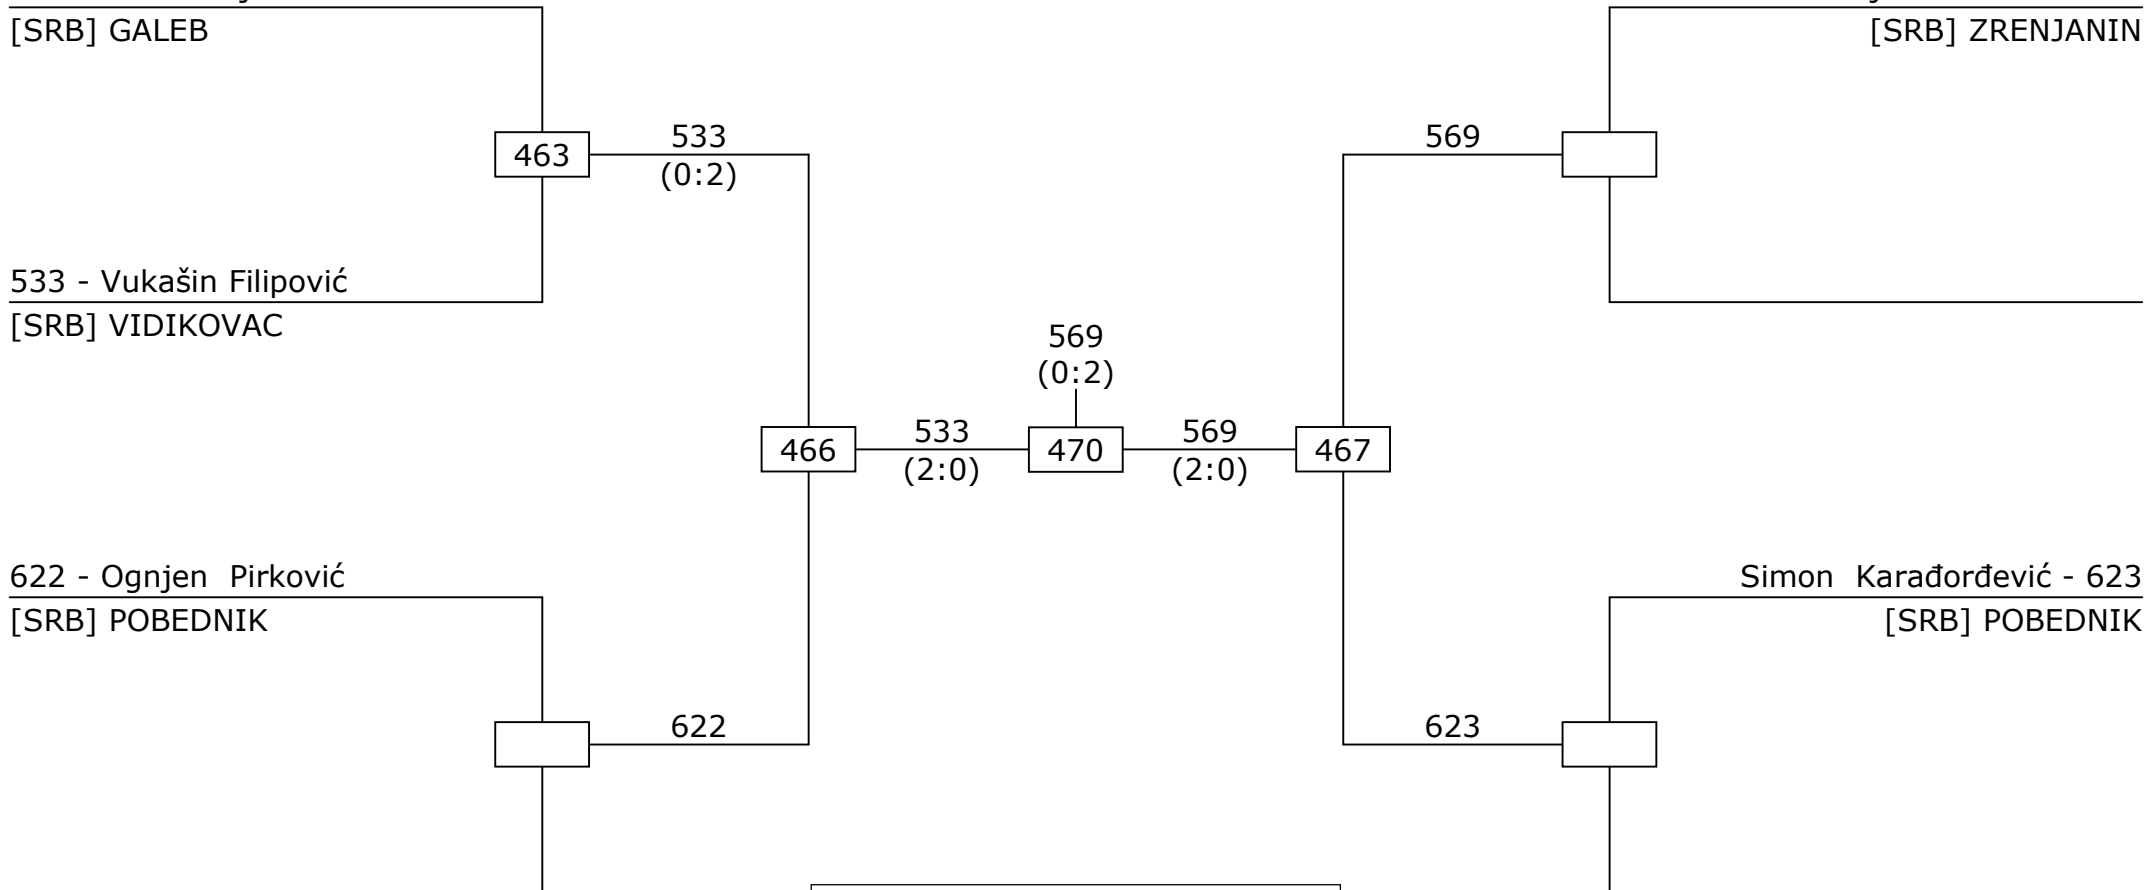 [SRB] GALEB
[SRB] ZRENJANIN
463
533
(0:2)
569
533 - Vukašin Filipović
[SRB] VIDIKOVAC
569
(0:2)
466
533
(2:0)
470
569
(2:0)
467
622 - Ognjen  Pirković
[SRB] POBEDNIK
Simon  Karađorđević - 623
[SRB] POBEDNIK
622
623